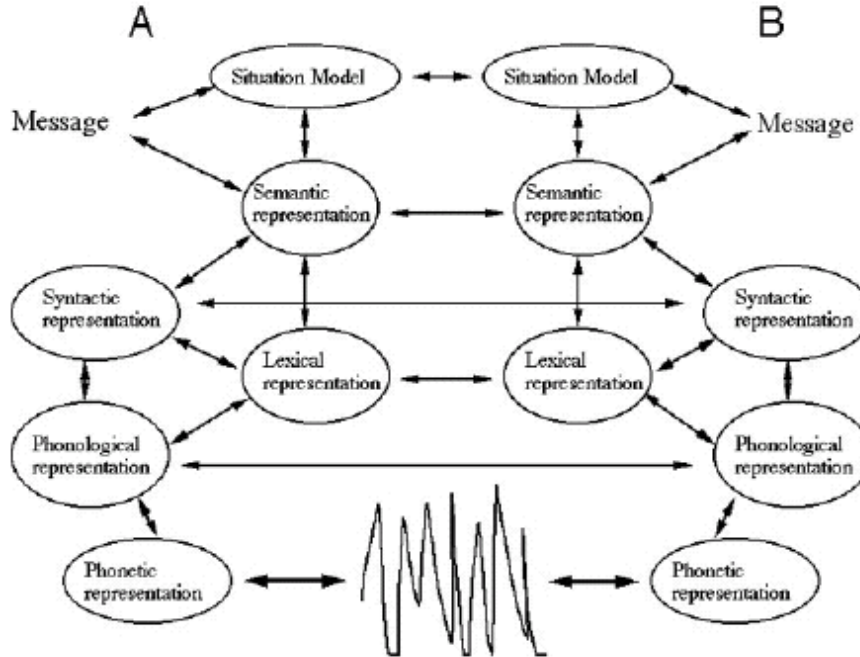 A
B
Situation Model
Situation Model
Message
Message
Semantic
representation
Semantic
representation
Syntactic
representation
Syntactic
representation
Lexical
representation
Lexical
representation
Phonological
representation
Phonological
representation
Phonetic
representation
Phonetic
representation